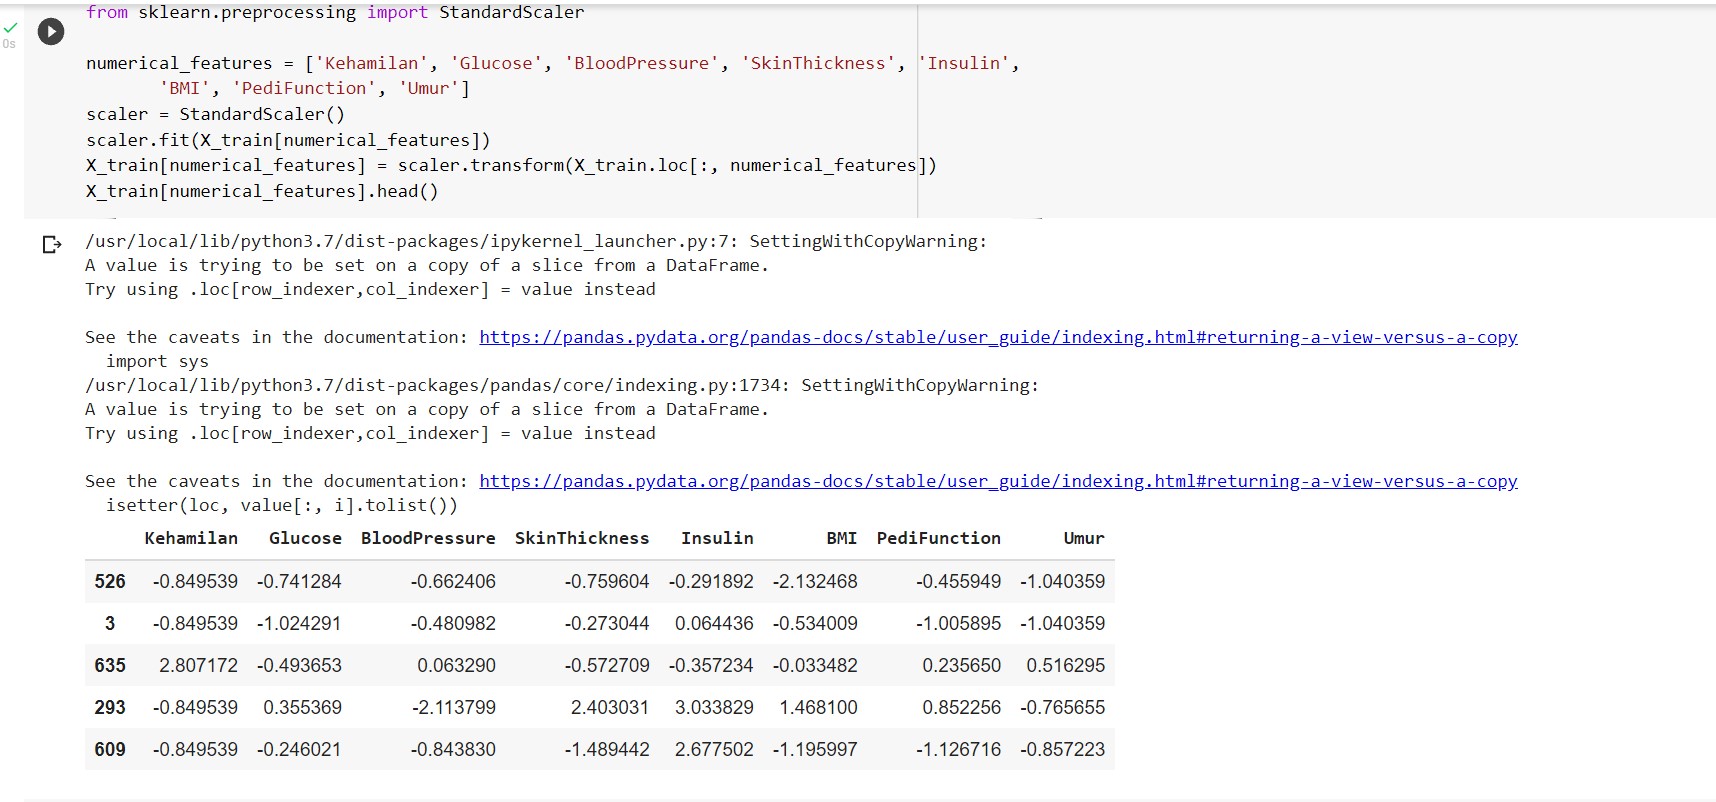 from sklearn.preprocessing import StandardScaler
0s
numerical_features = ['Kehamilan', 'Glucose', 'BloodPressure', 'SkinThickness', 'Insulin',
'BMI', 'PediFunction', 'Umur']
scaler = StandardScaler()
scaler.fit(X_train[numerical_features])
X_train[numerical_features] = scaler.transform(X_train.loc[:, numerical_features])
X_train[numerical_features].head()
/usr/local/lib/python3.7/dist-packages/ipykernel_launcher.py:7: SettingWithCopyWarning:
A value is trying to be set on a copy of a slice from a DataFrame.
Try using .loc[row_indexer,col_indexer] = value instead
See the caveats in the documentation: https://pandas.pydata.org/pandas-docs/stable/user_guide/indexing.html#returning-a-view-versus-a-copy
import sys
/usr/local/lib/python3.7/dist-packages/pandas/core/indexing.py:1734: SettingWithCopyWarning:
A value is trying to be set on a copy of a slice from a DataFrame.
Try using .loc[row_indexer,col_indexer] = value instead
See the caveats in the documentation: https://pandas.pydata.org/pandas-docs/stable/user_guide/indexing.html#returning-a-view-versus-a-copy
isetter(loc, value[:, i].tolist())
Kehamilan Glucose BloodPressure SkinThickness Insulin BMI PediFunction Umur
526 -0.849539 -0.741284 -0.662406 -0.759604 -0.291892 -2.132468 -0.455949 -1.040359
3 -0.849539 -1.024291 -0.480982 -0.273044 0.064436 -0.534009 -1.005895 -1.040359
635 2.807172 -0.493653 0.063290 -0.572709 -0.357234 -0.033482 0.235650 0.516295
293 -0.849539 0.355369 -2.113799 2.403031 3.033829 1.468100 0.852256 -0.765655
609 -0.849539 -0.246021 -0.843830 -1.489442 2.677502 -1.195997 -1.126716 -0.857223